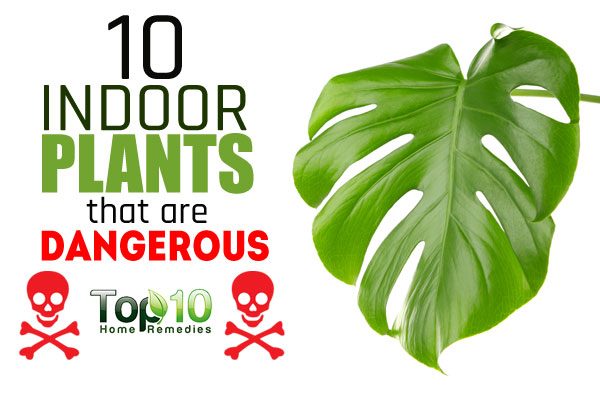 10
INDOOR
PLANTS
that are
DANGEROUS
Top10
Home Remedies